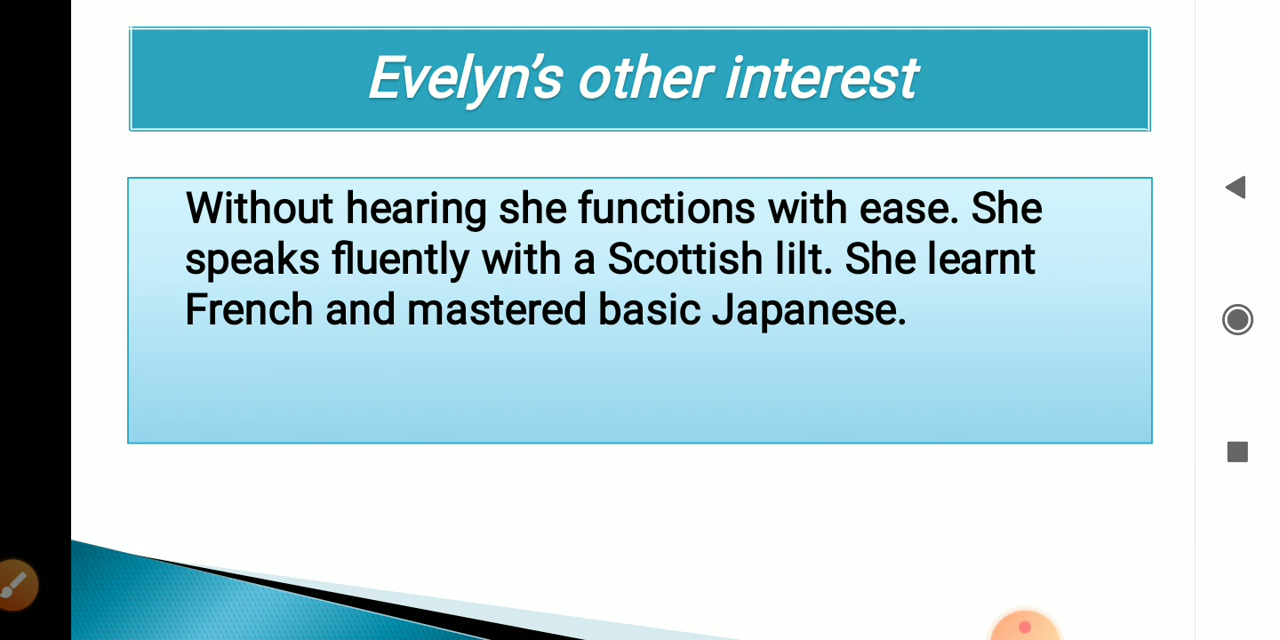 Evelyn’s other interest
Without hearing she functions with ease. She
speaks fluently with a Scottish lilt. She learnt
French and mastered basic Japanese.